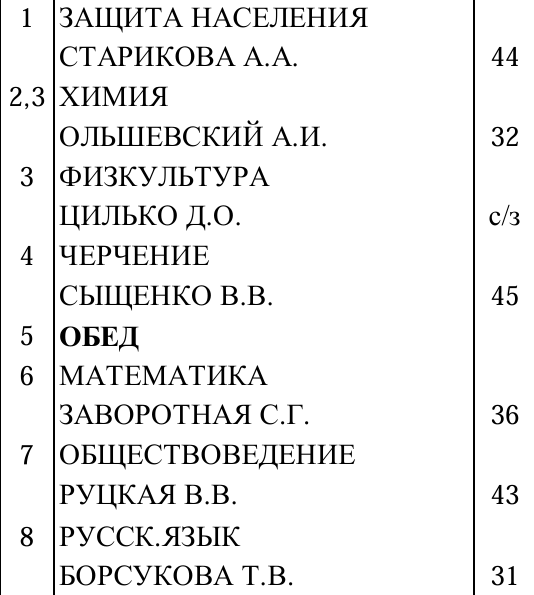 1 ЗАЩИТА НАСЕЛЕНИЯ
СТАРИКОВА А.А. 44
2,3 ХИМИЯ
ОЛЬШЕВСКИЙ А.И. 32
3 ФИЗКУЛЬТУРА
ЦИЛЬКО Д.О. с/з
4 ЧЕРЧЕНИЕ
СЫЩЕНКО В.В. 45
5 ОБЕД
6 МАТЕМАТИКА
ЗАВОРОТНАЯ С.Г. 36
7 ОБЩЕСТВОВЕДЕНИЕ
РУЦКАЯ В.В. 43
8 РУССК.ЯЗЫК
БОРСУКОВА Т.В. 31